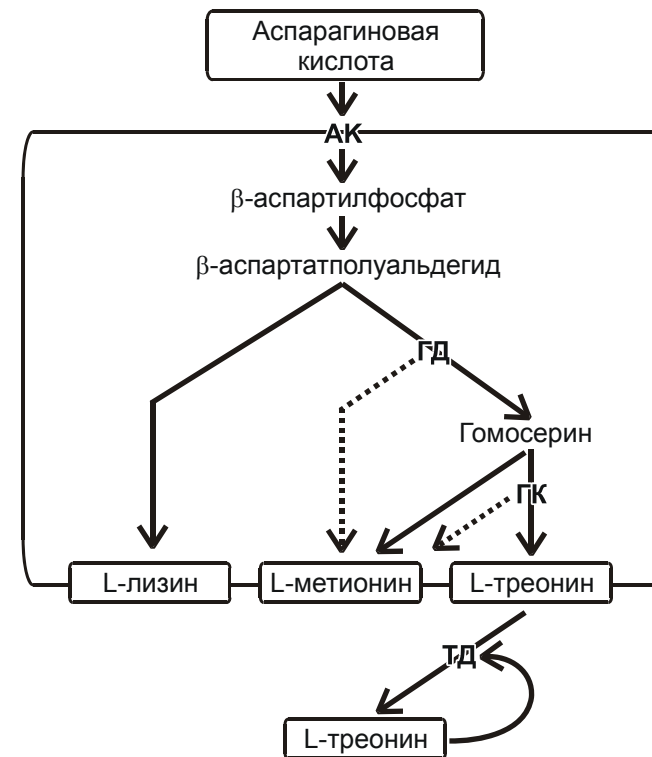 Аспарагиновая
кислота
АК
β-аспартилфосфат
β-аспартатполуальдегид
ГД
Гомосерин
ГК
L-лизин
L-метионин
L-треонин
ТД
L-треонин